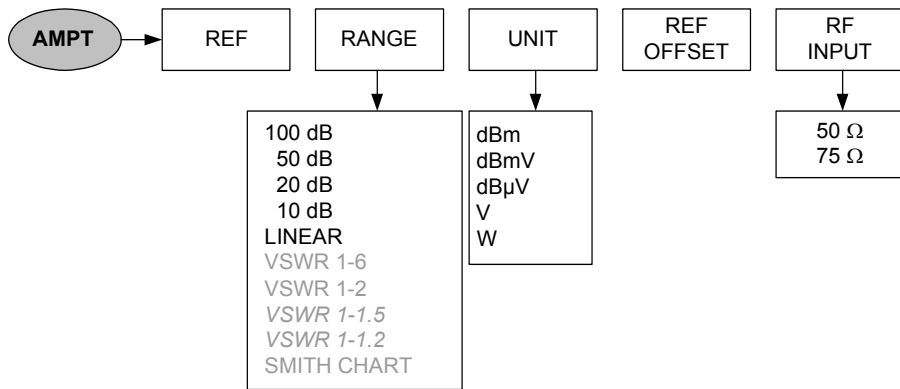 AMPT
REF
RANGE
UNIT
REF
OFFSET
RF
INPUT
100 dB
50 dB
20 dB
10 dB
LINEAR
VSWR 1-6
VSWR 1-2
VSWR 1-1.5
VSWR 1-1.2
SMITH CHART
dBm
dBmV
dBµV
V
W
50 Ω
75 Ω